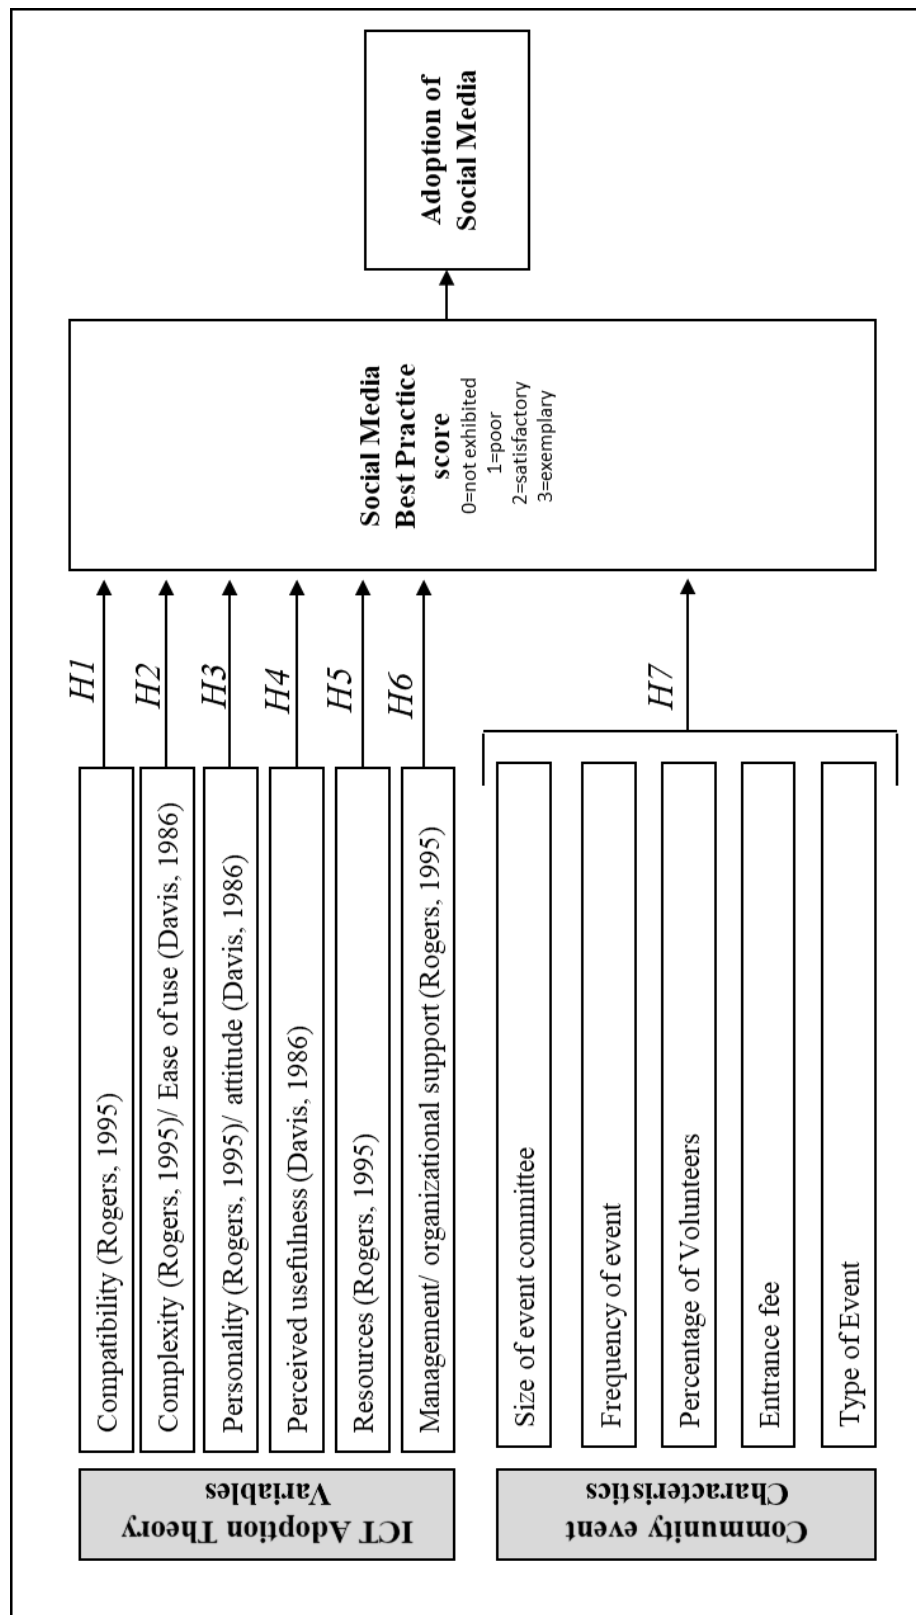 ICT Adoption Theory
Variables
Compatibility (Rogers, 1995)
Complexity (Rogers, 1995)/ Ease of use (Davis, 1986)
Personality (Rogers, 1995)/ attitude (Davis, 1986)
Perceived usefulness (Davis, 1986)
Resources (Rogers, 1995)
Management/ organizational support (Rogers, 1995)
H1
H2
H3
H4
H5
H6
Community event
Characteristics
Size of event committee
Frequency of event
Percentage of Volunteers
Entrance fee
Type of Event
H7
Social Media
Best Practice
score
0=not exhibited
1=poor
2=satisfactory
3=exemplary
Adoption of
Social Media